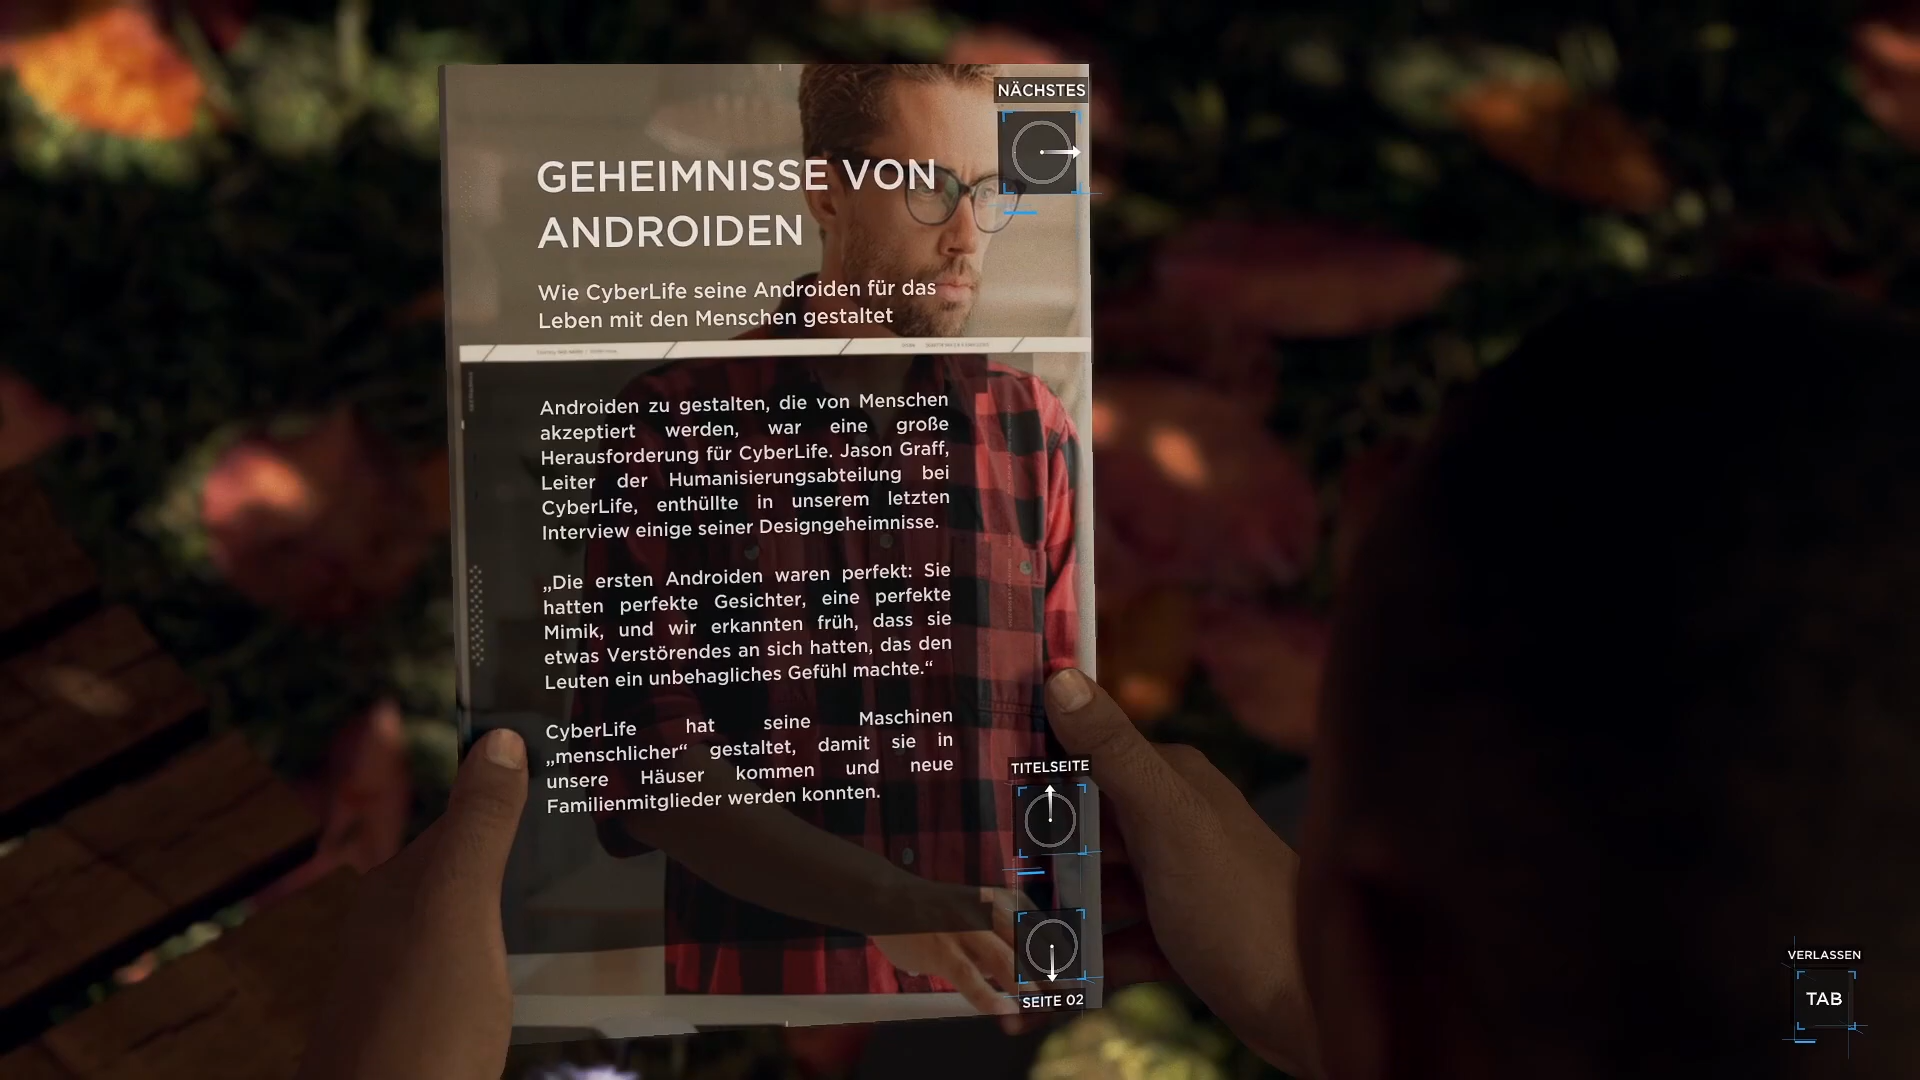 NÄCHSTES
GEHEIMNISSE VON
ANDROIDEN
Wie CyberLife seine Androiden für das
Leben mit den Menschen gestaltet
Androiden zu gestalten, die von Menschen
akzeptiert werden, war eine große
Herausforderung für CyberLife. Jason Graff,
Leiter der Humanisierungsabteilung bei
CyberLife, enthüllte in unserem letzten
Interview einige seiner Designgeheimnisse.
„Die ersten Androiden waren perfekt: Sie
hatten perfekte Gesichter, eine perfekte
Mimik, und wir erkannten früh, dass sie
etwas Verstörendes an sich hatten, das den
Leuten ein unbehagliches Gefühl machte.“
CyberLife hat seine Maschinen
„menschlicher“ gestaltet, damit sie in
unsere Häuser kommen und neue
Familienmitglieder werden konnten.
TITELSEITE
SEITE 02
VERLASSEN
TAB